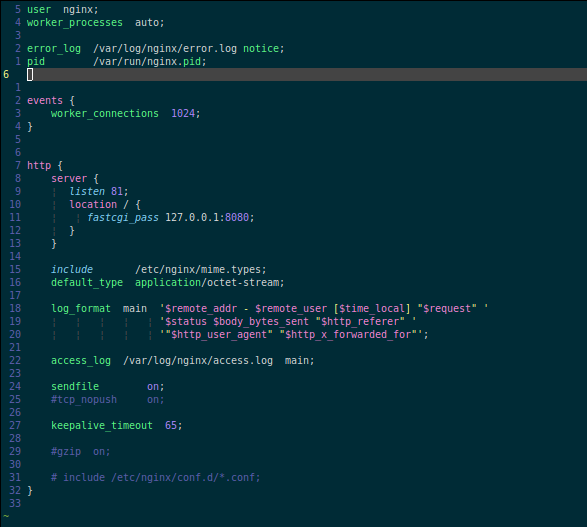 5 user  nginx;
4 worker_processes  auto;
3
2 error_log  /var/log/nginx/error.log notice;
1 pid        /var/run/nginx.pid;
6
1
2 events {
3     worker_connections  1024;
4 }
5
6
7 http {
8     server {
9     ¦  listen 81;
10     ¦  location / {
11     ¦  ¦ fastcgi_pass 127.0.0.1:8080;
12     ¦  }
13     }
14
15     include       /etc/nginx/mime.types;
16     default_type  application/octet-stream;
17
18     log_format  main  '$remote_addr - $remote_user [$time_local] "$request" '
19     ¦   ¦   ¦   ¦   ¦ '$status $body_bytes_sent "$http_referer" '
20     ¦   ¦   ¦   ¦   ¦ '"$http_user_agent" "$http_x_forwarded_for"';
21
22     access_log  /var/log/nginx/access.log  main;
23
24     sendfile        on;
25     #tcp_nopush     on;
26
27     keepalive_timeout  65;
28
29     #gzip  on;
30
31     # include /etc/nginx/conf.d/*.conf;
32 }
33
~